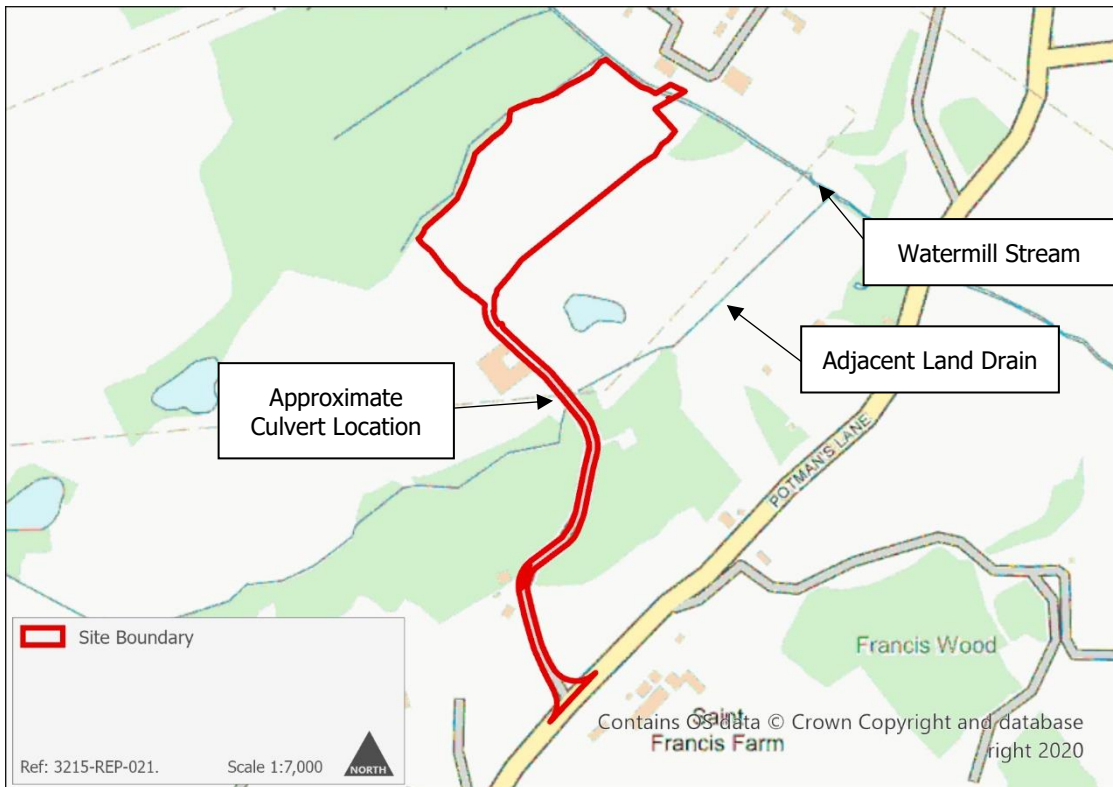 Watermill Stream
Adjacent Land Drain
Approximate
Culvert Location
POTMAN'S LANE
Francis Wood
Saint
Francis Farm
Contains OS data © Crown Copyright and database
right 2020
Site Boundary
Ref: 3215-REP-021.
Scale 1:7,000
NORTH